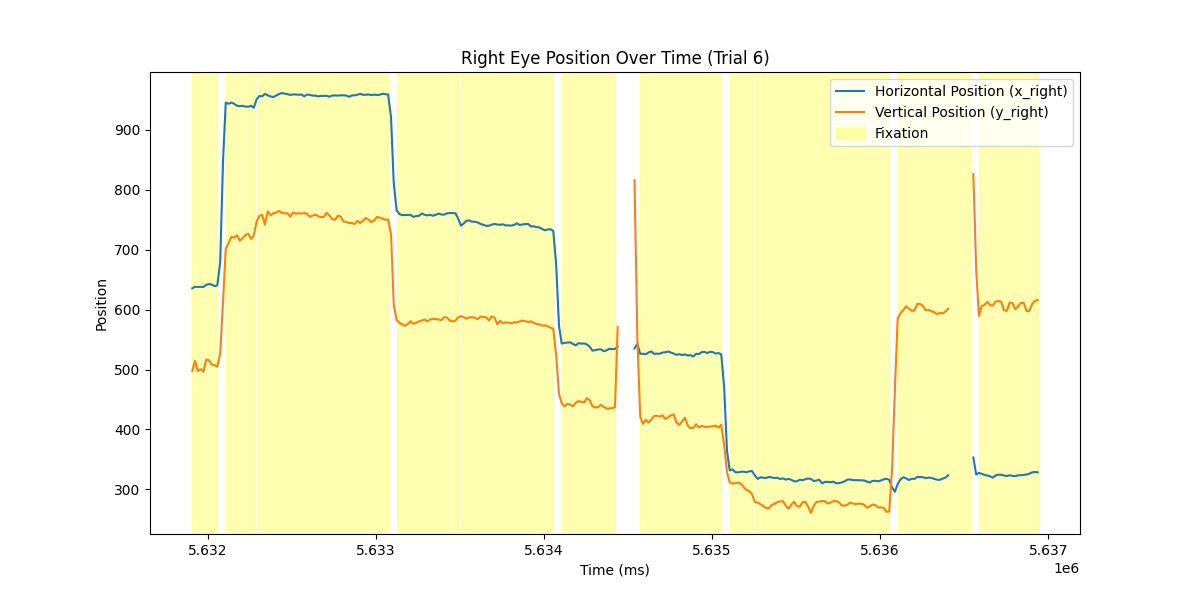 Right Eye Position Over Time (Trial 6)
Horizontal Position (x_right)
Vertical Position (y_right)
Fixation
Position
900
800
700
600
500
400
300
5.632
5.633
5.634
5.635
5.636
5.637
1e6
Time (ms)